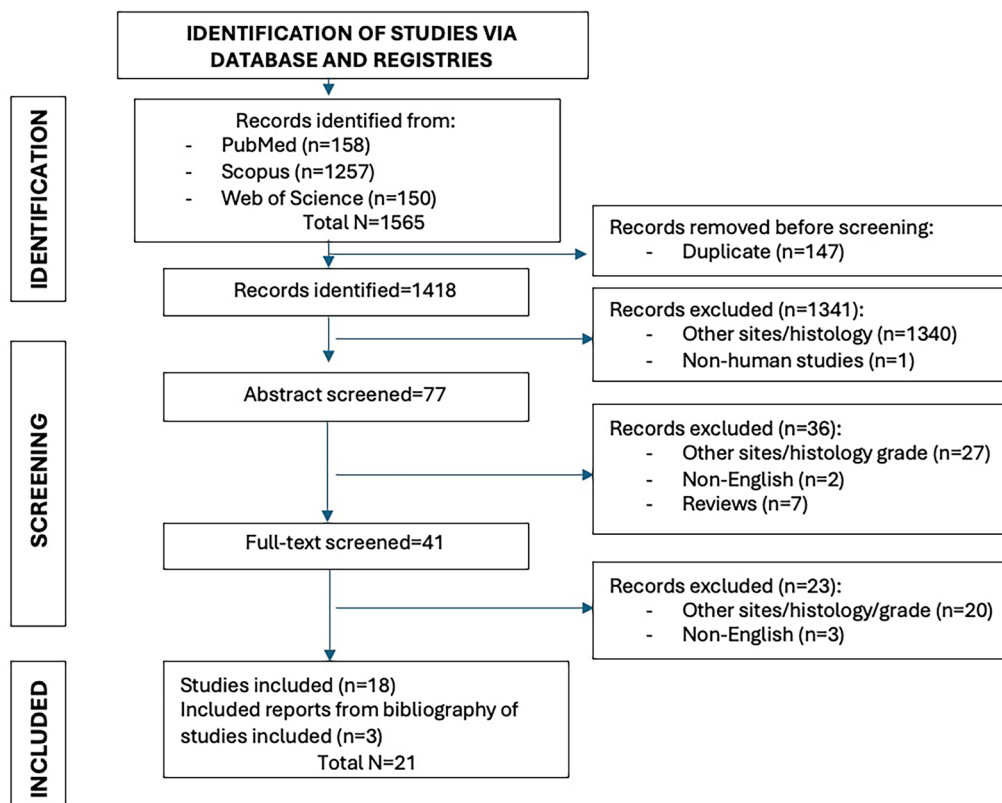 IDENTIFICATION OF STUDIES VIA
DATABASE AND REGISTRIES
IDENTIFICATION
Records identified from:
- PubMed (n=158)
- Scopus (n=1257)
- Web of Science (n=150)
Total N=1565
Records removed before screening:
- Duplicate (n=147)
Records identified=1418
Records excluded (n=1341):
- Other sites/histology (n=1340)
- Non-human studies (n=1)
SCREENING
Abstract screened=77
Records excluded (n=36):
- Other sites/histology grade (n=27)
- Non-English (n=2)
- Reviews (n=7)
Full-text screened=41
Records excluded (n=23):
- Other sites/histology/grade (n=20)
- Non-English (n=3)
INCLUDED
Studies included (n=18)
Included reports from bibliography of
studies included (n=3)
Total N=21